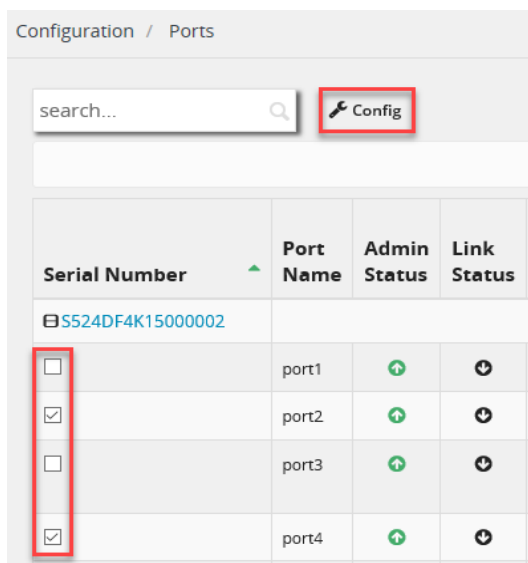 Configuration / Ports
search... Config
Serial Number Port Name Admin Status Link Status
S524DF4K15000002
port1
port2
port3
port4